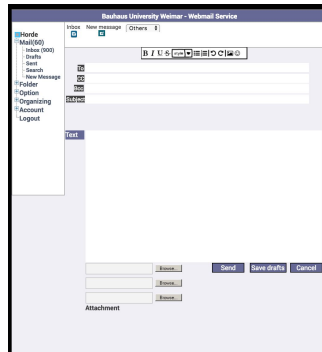 Bauhaus University Weimar - Webmail Service
Horde
Mail(60)
Inbox (900)
Drafts
Sent
Search
New Message
Folder
Option
Organizing
Account
Logout
Inbox New message Others
B I U S style
To
CC
Bcc
Subject
Text
Browse... Send Save drafts Cancel
Browse...
Browse...
Attachment